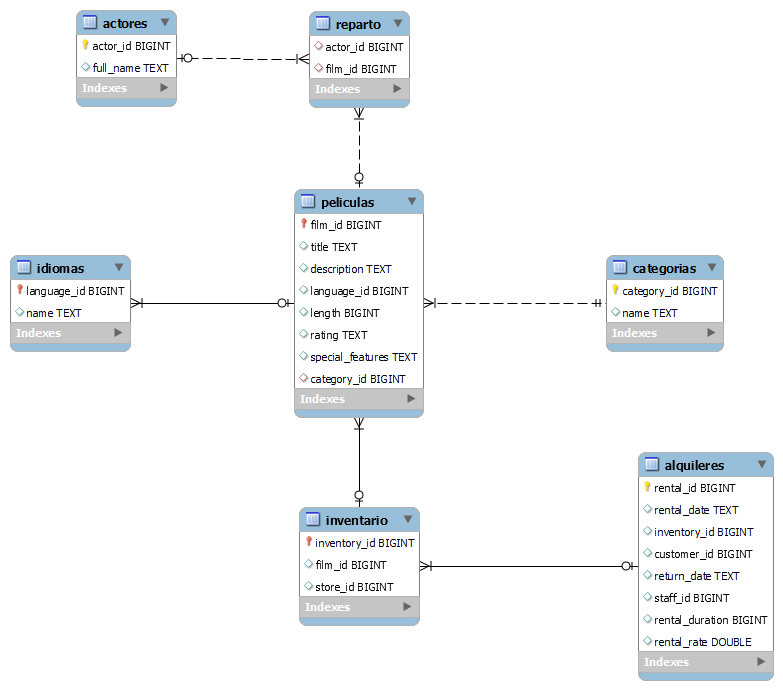 actores
actor_id BIGINT
full_name TEXT
Indexes
reparto
actor_id BIGINT
film_id BIGINT
Indexes
peliculas
film_id BIGINT
title TEXT
description TEXT
language_id BIGINT
length BIGINT
rating TEXT
special_features TEXT
category_id BIGINT
Indexes
idiomas
language_id BIGINT
name TEXT
Indexes
categorias
category_id BIGINT
name TEXT
Indexes
inventario
inventory_id BIGINT
film_id BIGINT
store_id BIGINT
Indexes
alquileres
rental_id BIGINT
rental_date TEXT
inventory_id BIGINT
customer_id BIGINT
return_date TEXT
staff_id BIGINT
rental_duration BIGINT
rental_rate DOUBLE
Indexes